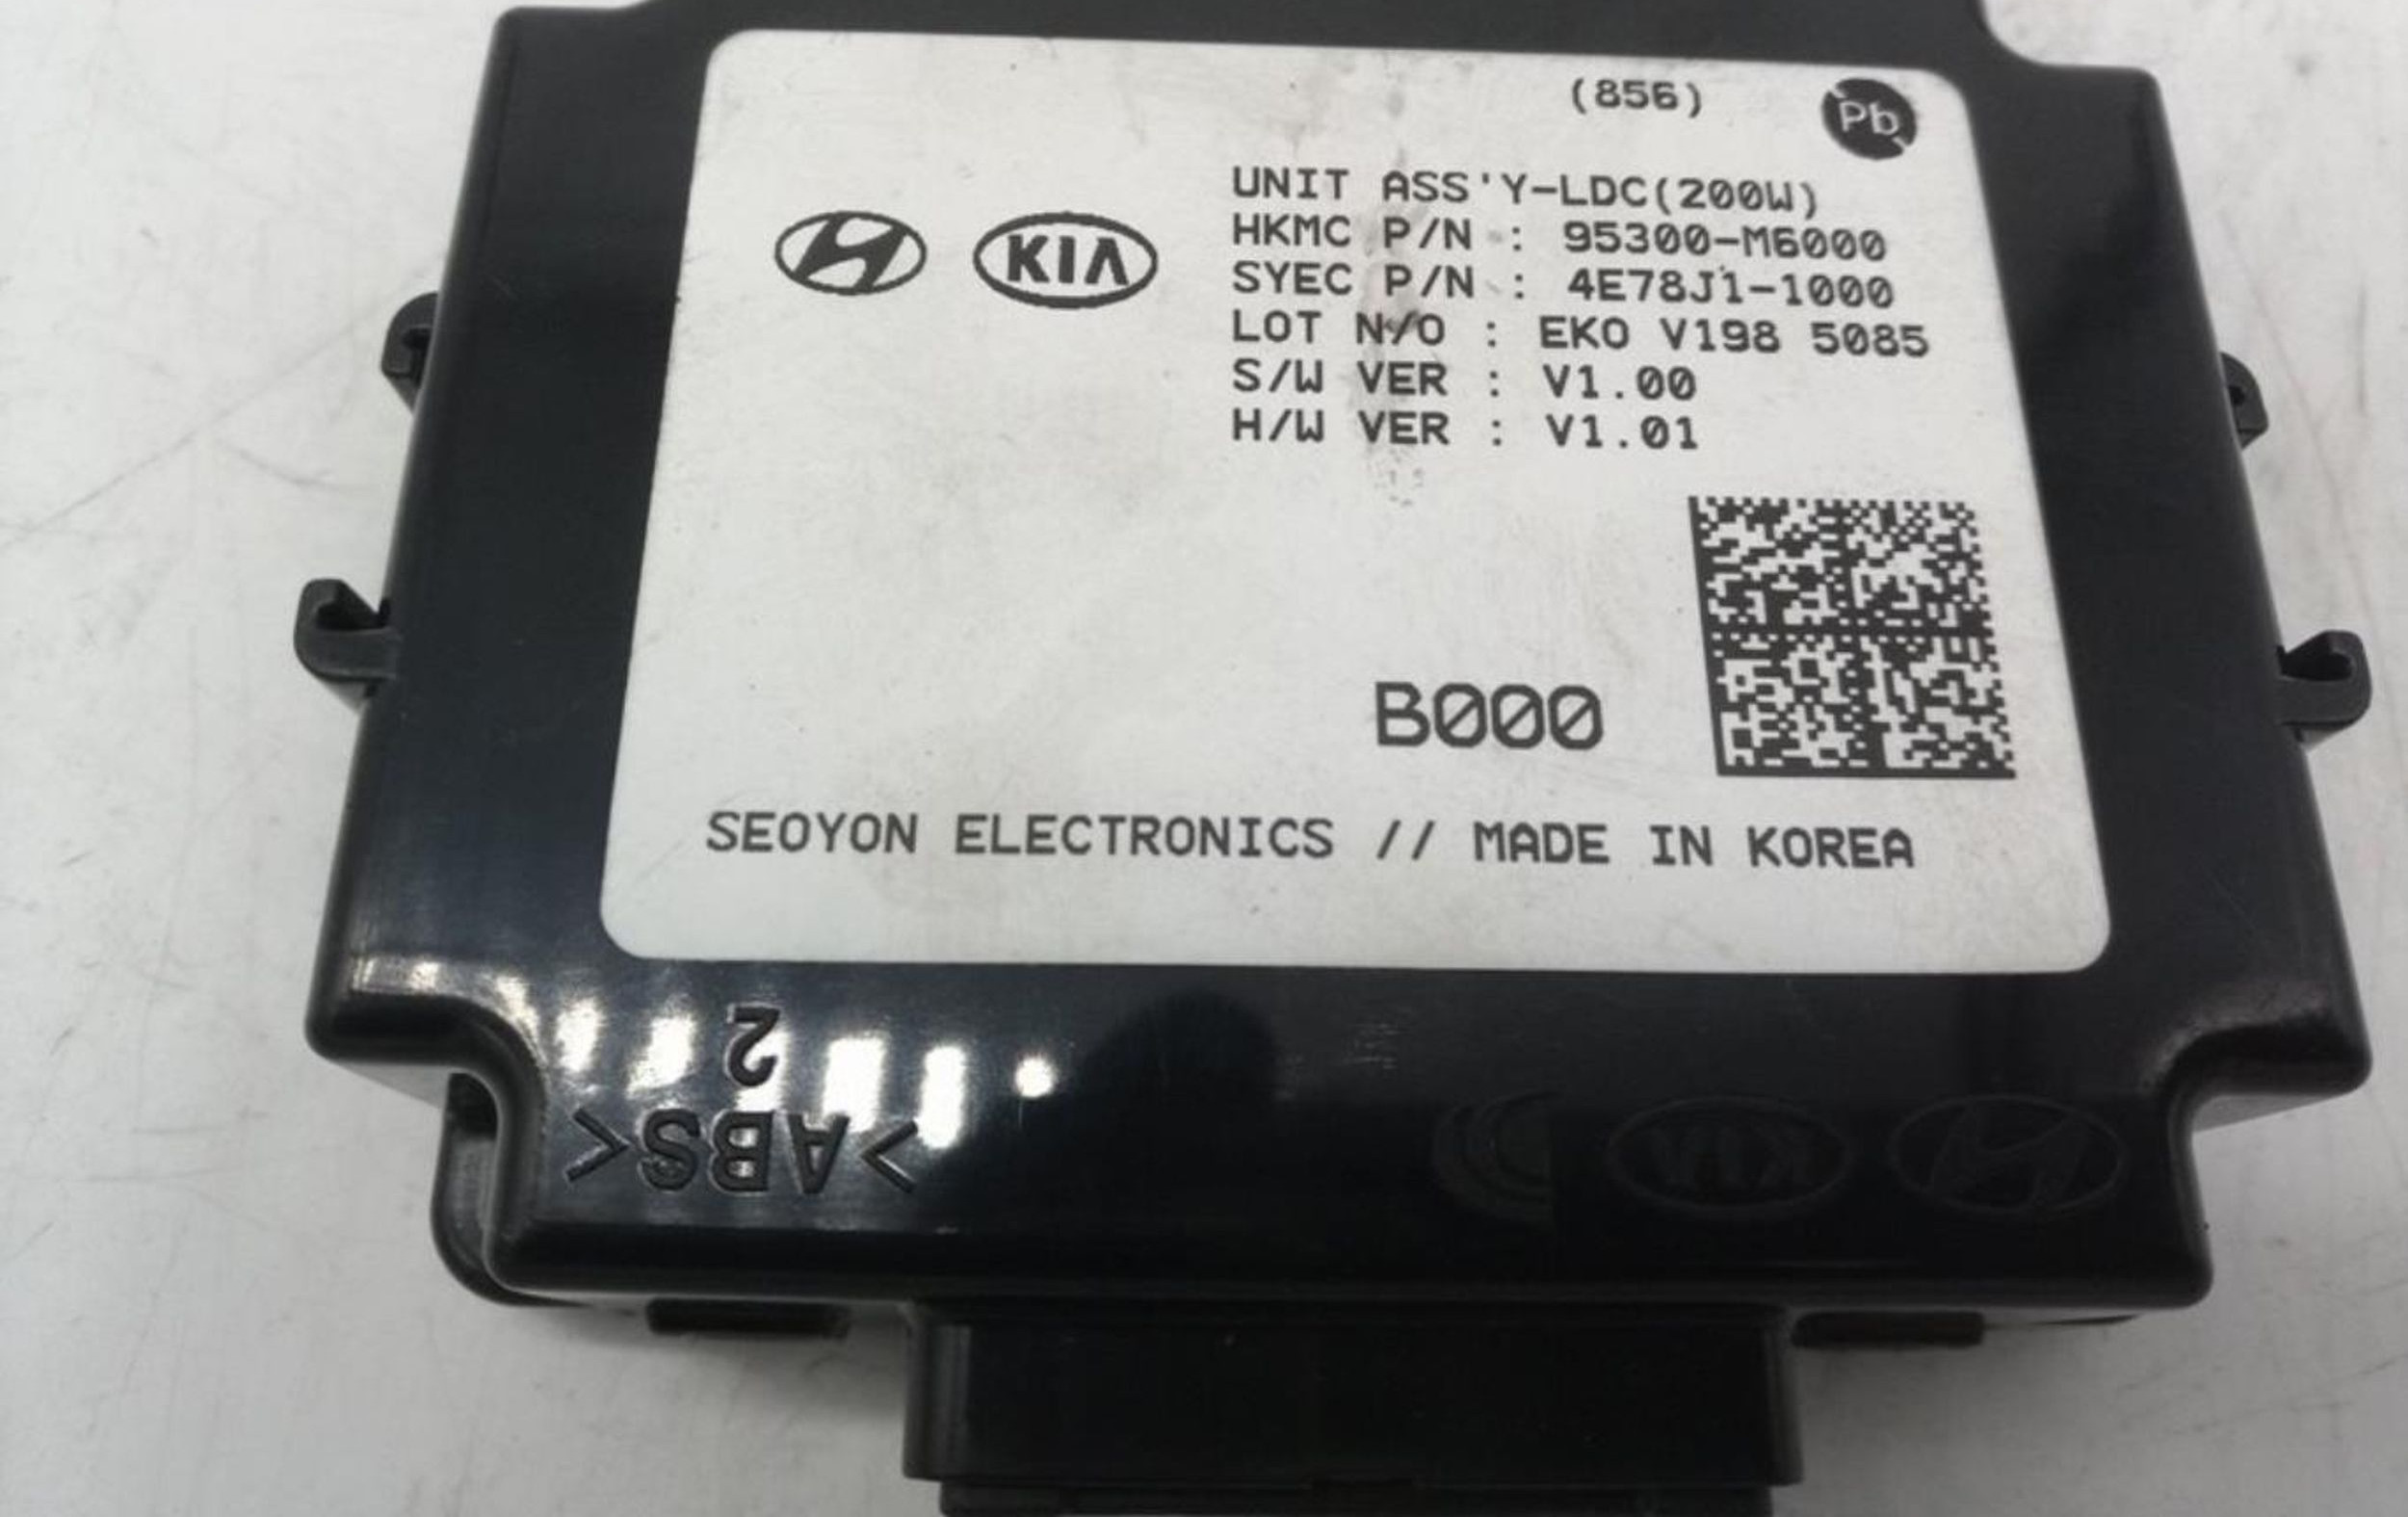 (856)
Pb
UNIT ASS'Y-LDC(200W)
HKMC P/N : 95300-M6000
KIA
SYEC P/N : 4E78J1-1000
LOT N/O : EKO V198 5085
S/W VER : V1.00
H/W VER : V1.01
B000
SEOYON ELECTRONICS // MADE IN KOREA
2
>ABS<
KIA